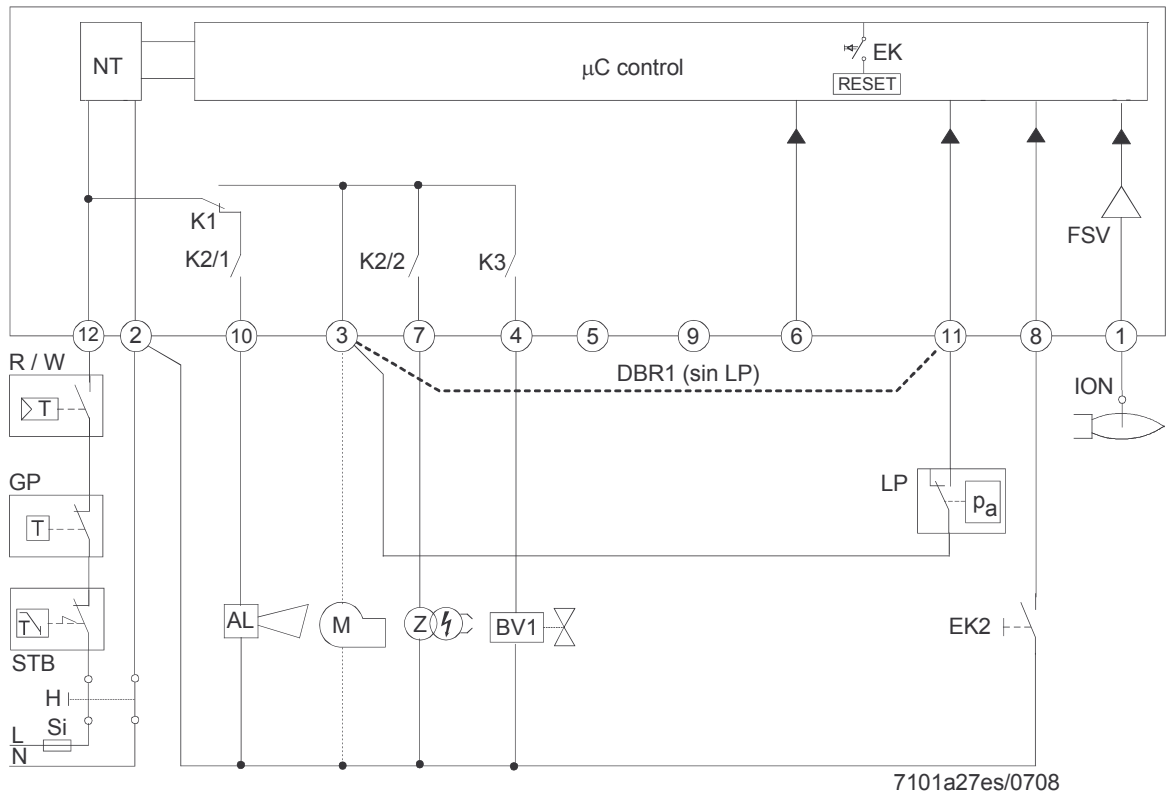 NT
µC control
EK
RESET
K1
K2/1
K2/2
K3
FSV
12
2
10
3
7
4
5
9
6
11
8
1
R / W
DBR1 (sin LP)
ION
T
GP
LP
T
pa
AL
M
Z
BV1
EK2
T
STB
H
Si
L
N
7101a27es/0708